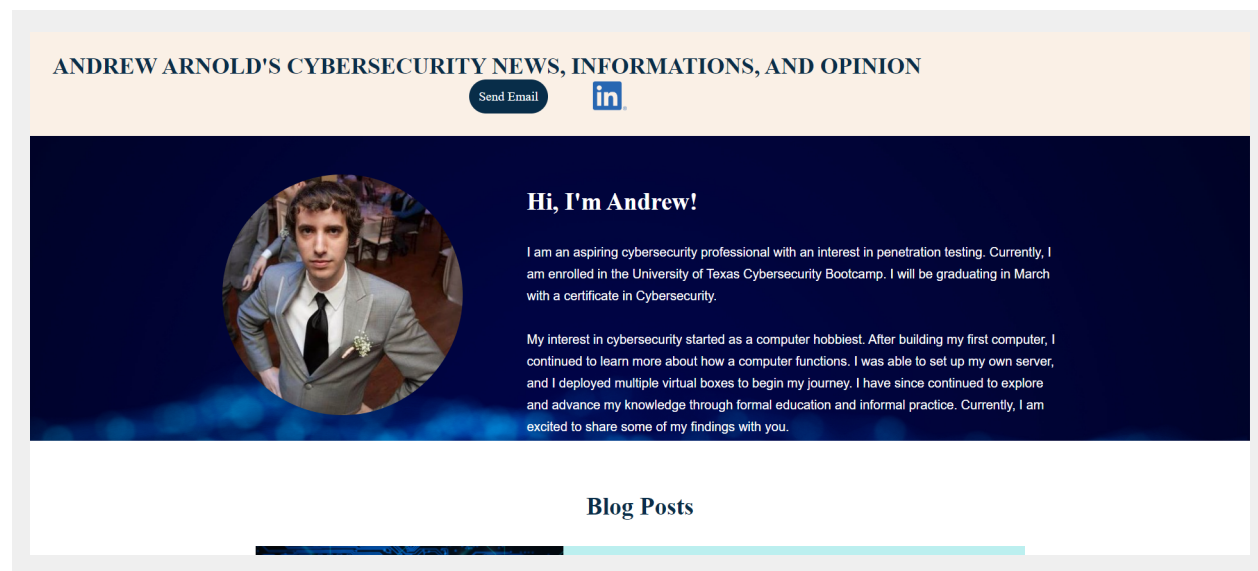 ANDREW ARNOLD'S CYBERSECURITY NEWS, INFORMATIONS, AND OPINION
Send Email
in
Hi, I'm Andrew!
I am an aspiring cybersecurity professional with an interest in penetration testing. Currently, I
am enrolled in the University of Texas Cybersecurity Bootcamp. I will be graduating in March
with a certificate in Cybersecurity.
My interest in cybersecurity started as a computer hobbiest. After building my first computer, I
continued to learn more about how a computer functions. I was able to set up my own server,
and I deployed multiple virtual boxes to begin my journey. I have since continued to explore
and advance my knowledge through formal education and informal practice. Currently, I am
excited to share some of my findings with you.
Blog Posts